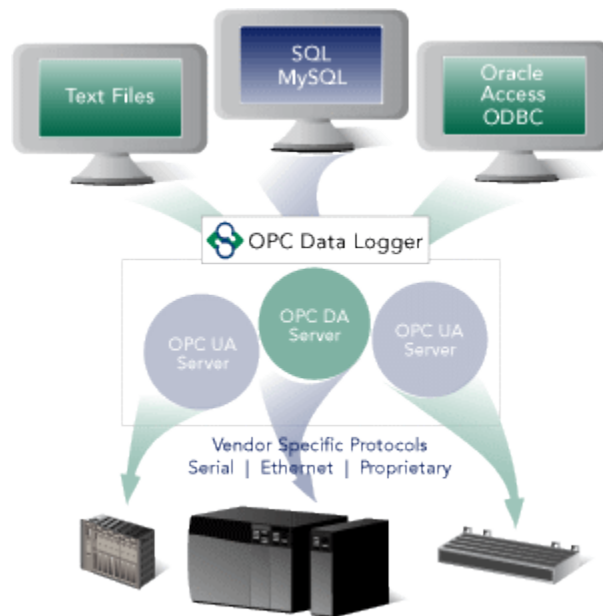 Text Files
SQL
MySQL
Oracle
Access
ODBC
OPC Data Logger
OPC UA
Server
OPC DA
Server
OPC UA
Server
Vendor Specific Protocols
Serial | Ethernet | Proprietary